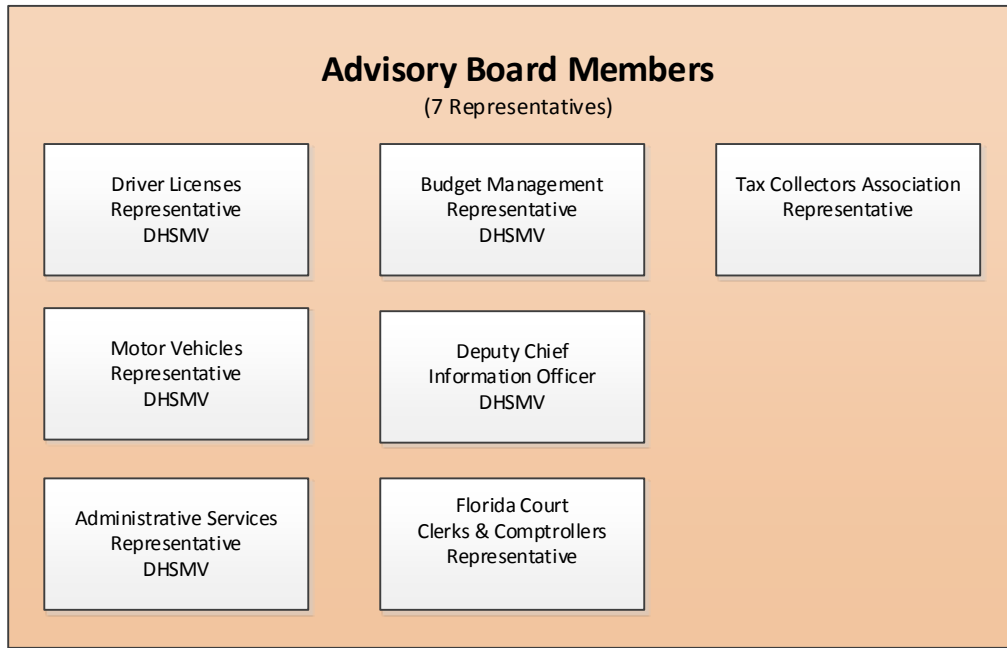 Advisory Board Members
(7 Representatives)
Driver Licenses
Representative
DHSMV
Budget Management
Representative
DHSMV
Tax Collectors Association
Representative
Motor Vehicles
Representative
DHSMV
Deputy Chief
Information Officer
DHSMV
Administrative Services
Representative
DHSMV
Florida Court
Clerks & Comptrollers
Representative